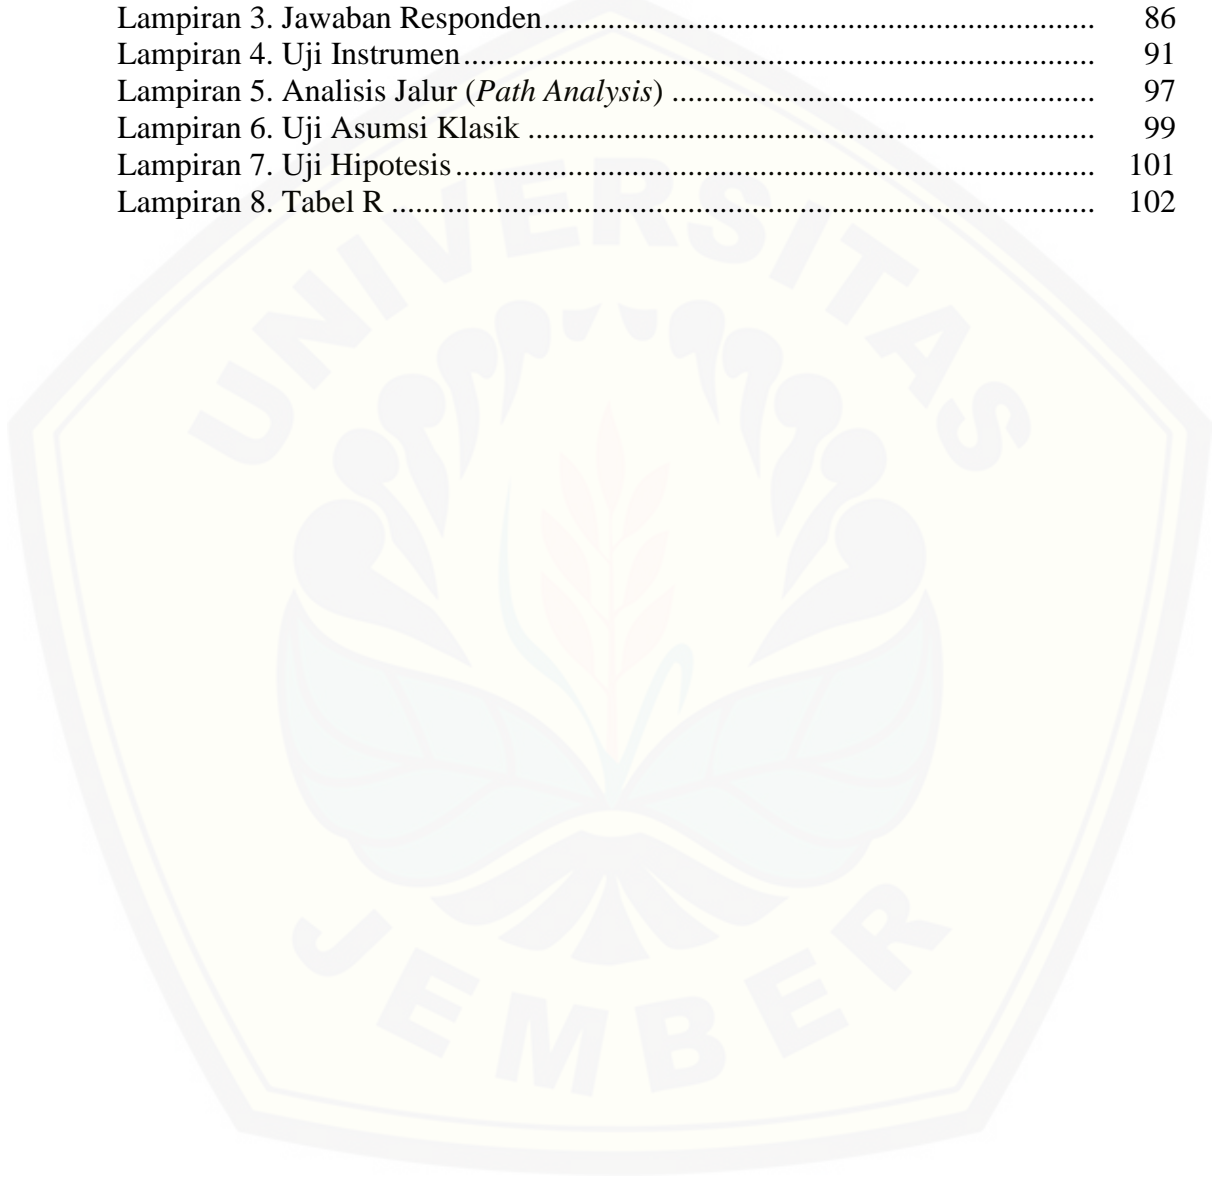 Lampiran 3. Jawaban Responden.................................................................... 86
Lampiran 4. Uji Instrumen.............................................................................. 91
Lampiran 5. Analisis Jalur (Path Analysis) .................................................... 97
Lampiran 6. Uji Asumsi Klasik ...................................................................... 99
Lampiran 7. Uji Hipotesis............................................................................... 101
Lampiran 8. Tabel R ....................................................................................... 102
UNIVERSITAS
JEMBER